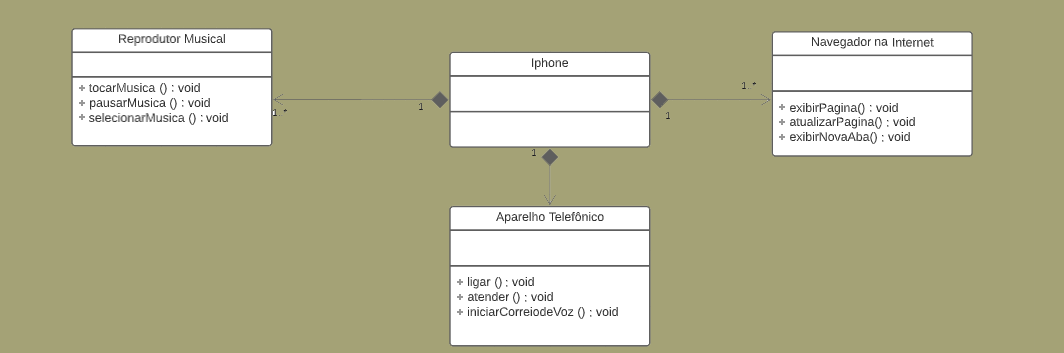 Reprodutor Musical
+ tocarMusica () : void
+ pausarMusica () : void
+ selecionarMusica () : void
1..*
1
Iphone
1
1..*
1
Navegador na Internet
+ exibirPagina() : void
+ atualizarPagina() ; void
+ exibirNovaAba() ; void
Aparelho Telefônico
+ ligar () ; void
+ atender () ; void
+ iniciarCorreiodeVoz () ; void